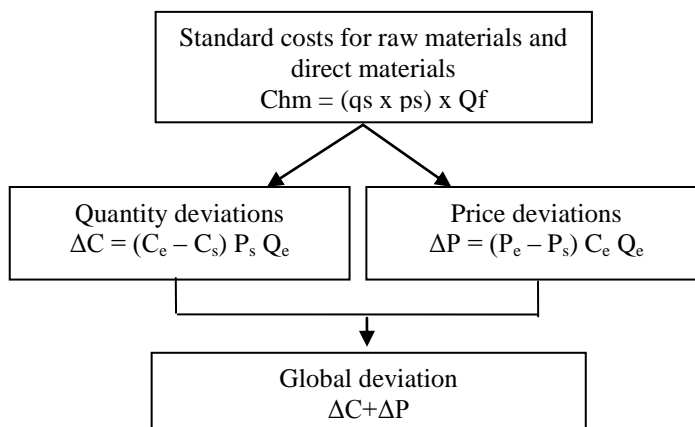 Standard costs for raw materials and
direct materials
Chm = (qs x ps) x Qf
Quantity deviations
ΔC = (Cₑ – Cₛ) Pₛ Qₑ
Price deviations
ΔP = (Pₑ – Pₛ) Cₑ Qₑ
Global deviation
ΔC+ΔP